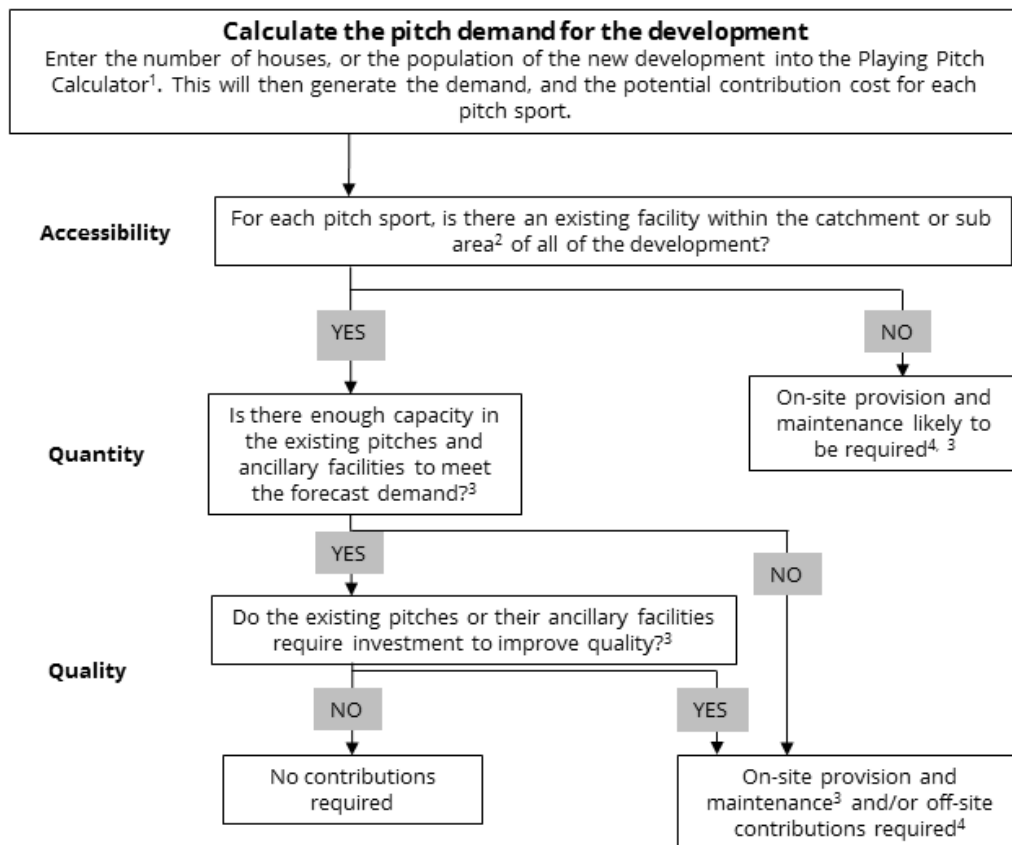 Calculate the pitch demand for the development
Enter the number of houses, or the population of the new development into the Playing Pitch
Calculator¹. This will then generate the demand, and the potential contribution cost for each
pitch sport.
Accessibility
For each pitch sport, is there an existing facility within the catchment or sub
area² of all of the development?
YES
NO
Quantity
Is there enough capacity in
the existing pitches and
ancillary facilities to meet
the forecast demand?³
On-site provision and
maintenance likely to
be required⁴, ³
YES
NO
Do the existing pitches or their ancillary facilities
require investment to improve quality?³
Quality
NO
YES
No contributions
required
On-site provision and
maintenance³ and/or off-site
contributions required⁴